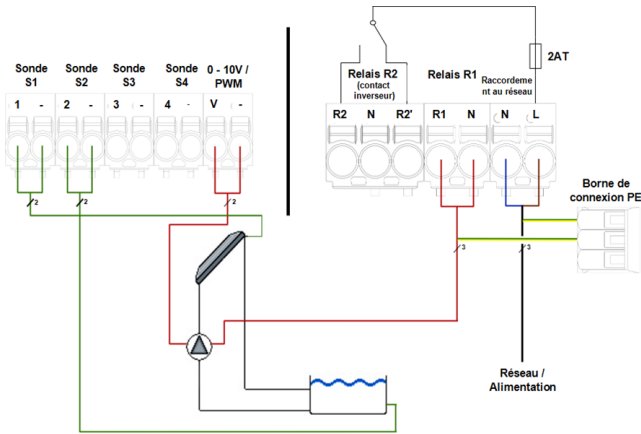 Sonde S1
Sonde S2
Sonde S3
Sonde S4
0 - 10V / PWM
1 - 2 - 3 - 4 - V -
2
2
2
2AT
Relais R2
(contact
inverseur)
Relais R1
Raccordeme
nt au réseau
R2 N R2' R1 N N L
Borne de
connexion PE
3
3
Réseau /
Alimentation